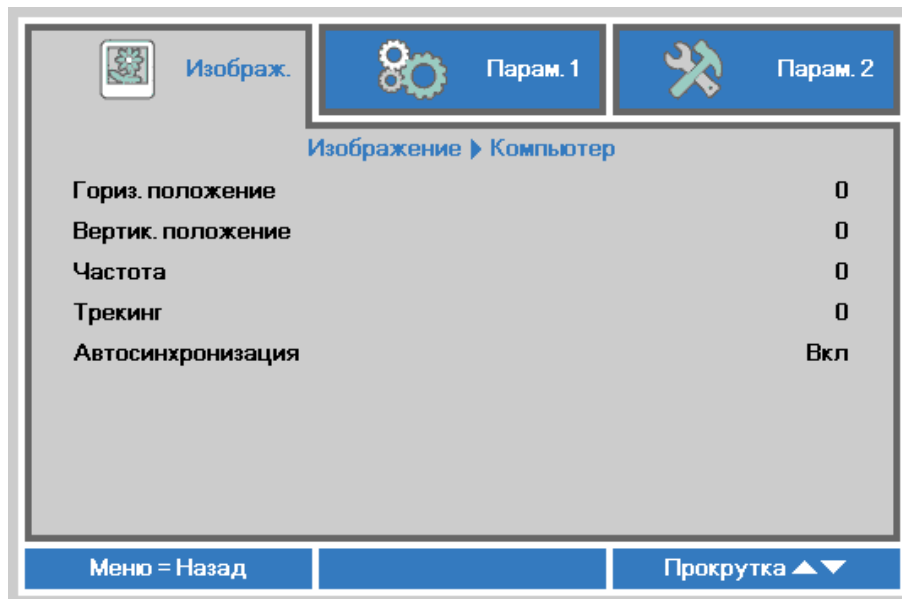 Изображ. Парам. 1 Парам. 2
Изображение ▶ Компьютер
Гориз. положение 0
Вертик. положение 0
Частота 0
Трекинг 0
Автосинхронизация Вкл
Меню = Назад Прокрутка ▲▼